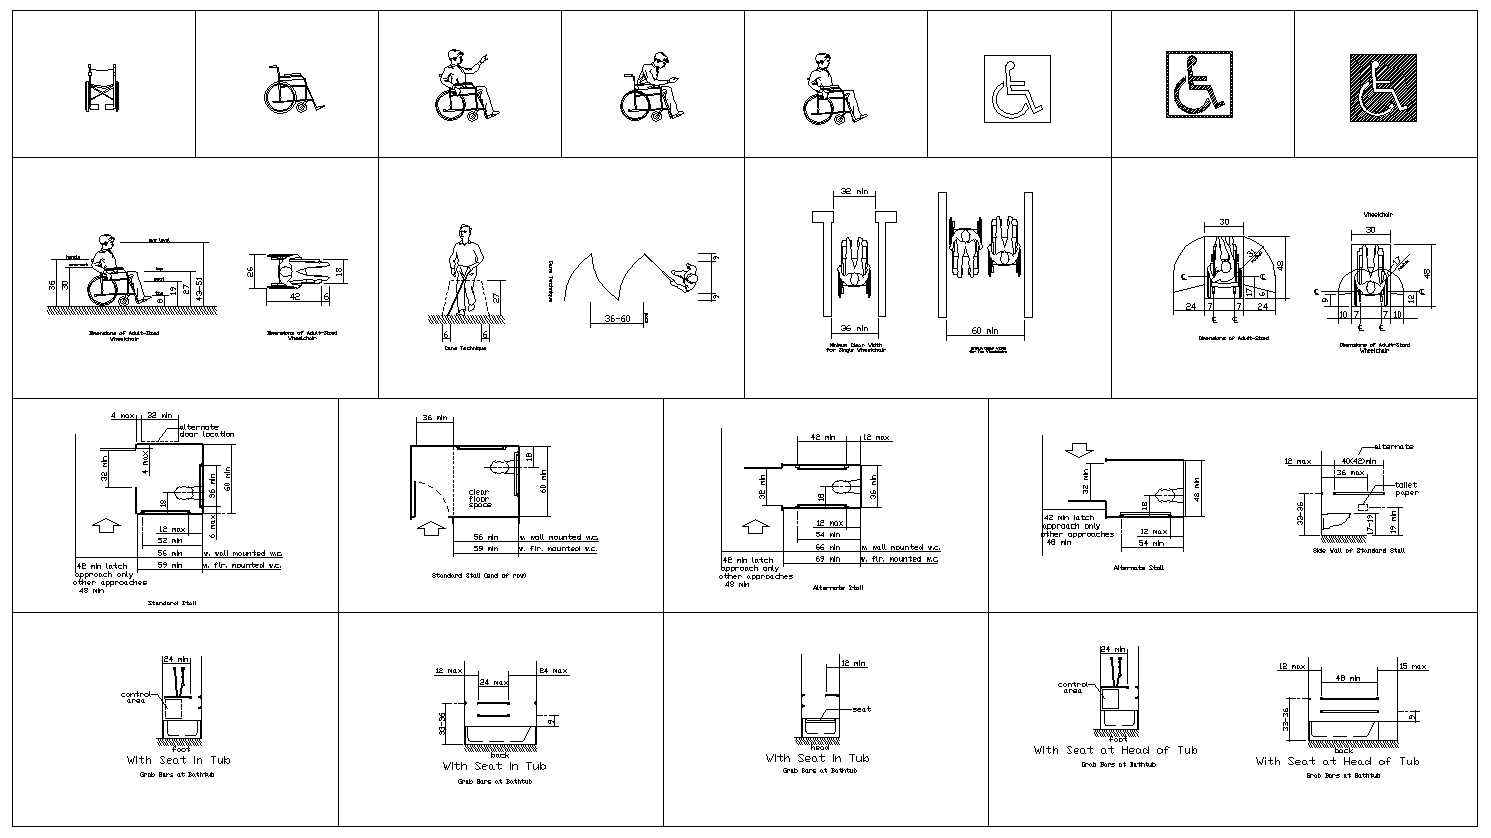 eye level
handle
armrest
lap
seat
toe
36
30
8
19
27
43-51
Dimensions of Adult-Sized
Wheelchair
26
18
42
6
Dimensions of Adult-Sized
Wheelchair
27
6
6
Cane Technique
Cane Technique
9
9
36-60
32 min
36 min
Minimum Clear Width
for Single Wheelchair
60 min
30
48
17
6
24
7
7
24
Dimensions of Adult-Sized
Wheelchair
30
48
9
12
10
7
7
10
Dimensions of Adult-Sized
Wheelchair
4 max
32 min
alternate
door location
32 min
4 max
36 min
60 min
18
6 max
12 max
52 min
56 min
w. wall mounted w.c.
59 min
w. flr. mounted w.c.
42 min latch
approach only
other approaches
48 min
Standard Stall
36 min
18
60 min
clear
floor
space
56 min
w. wall mounted w.c.
59 min
w. flr. mounted w.c.
Standard Stall (end of row)
42 min
12 max
32 min
18
36 min
12 max
54 min
66 min
w. wall mounted w.c.
69 min
w. flr. mounted w.c.
42 min latch
approach only
other approaches
48 min
Alternate Stall
32 min
18
48 min
42 min latch
approach only
other approaches
48 min
12 max
54 min
Alternate Stall
alternate
12 max
40(42)min
36 max
toilet
paper
33-36
17-19
19 min
Side Wall of Standard Stall
24 min
control
area
foot
With Seat in Tub
Grab Bars at Bathtub
12 max
24 max
24 max
33-36
9
back
With Seat in Tub
Grab Bars at Bathtub
12 min
seat
head
With Seat in Tub
Grab Bars at Bathtub
24 min
control
area
foot
With Seat at Head of Tub
Grab Bars at Bathtub
12 max
15 max
48 min
33-36
9
back
With Seat at Head of Tub
Grab Bars at Bathtub